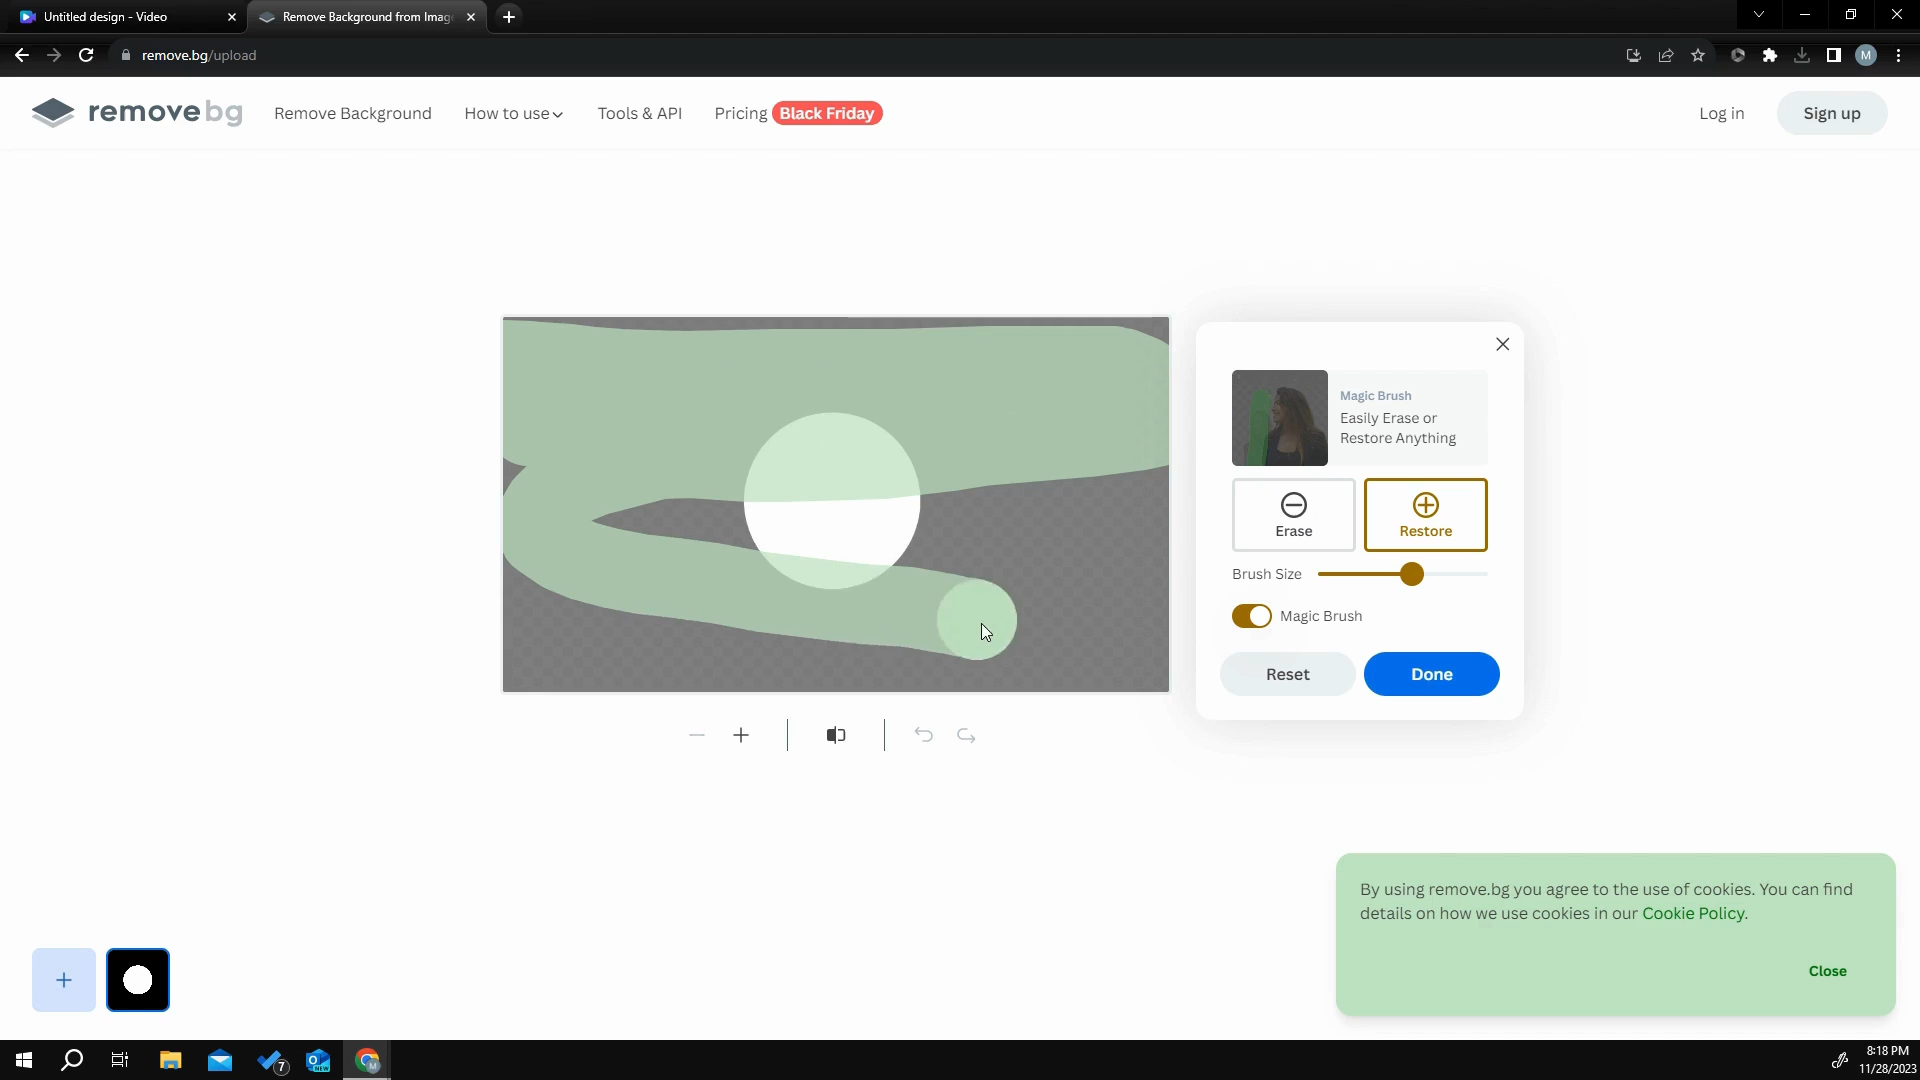 Untitled design - Video
Remove Background from Imag
remove.bg/upload
M
removebg
Remove Background
How to use
Tools & API
Pricing
Black Friday
Log in
Sign up
Magic Brush
Easily Erase or
Restore Anything
Erase
Restore
Brush Size
Magic Brush
Reset
Done
By using remove.bg you agree to the use of cookies. You can find
details on how we use cookies in our Cookie Policy.
Close
7
NEW
M
8:18 PM
11/28/2023